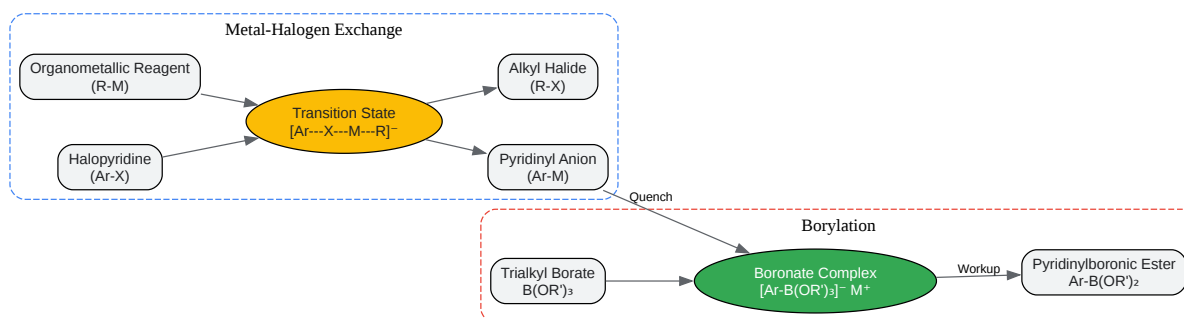 Metal-Halogen Exchange
Organometallic Reagent
(R-M)
Alkyl Halide
(R-X)
Transition State
[Ar---X---M---R]⁻
Halopyridine
(Ar-X)
Pyridinyl Anion
(Ar-M)
Quench
Borylation
Trialkyl Borate
B(OR')₃
Boronate Complex
[Ar-B(OR')₃]⁻ M⁺
Workup
Pyridinylboronic Ester
Ar-B(OR')₂